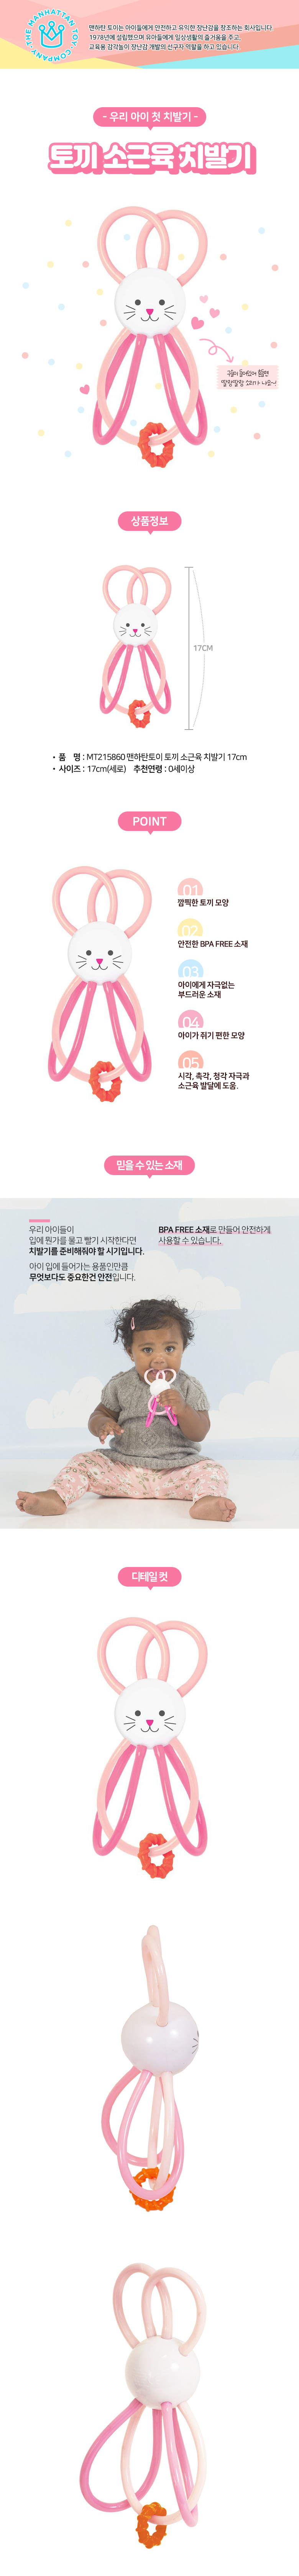 THE MANHATTAN TOY COMPANY
맨하탄 토이는 아이들에게 안전하고 유익한 장난감을 창조하는 회사입니다.
1978년에 설립했으며 유아들에게 일상생활의 즐거움을 주고,
교육용 감각놀이 장난감 개발의 선구자 역할을 하고 있습니다.
- 우리 아이 첫 치발기 -
토끼 소근육 치발기
구슬이 들어있어 흔들면
딸랑딸랑 소리가 나요~
상품정보
17CM
• 품 명 : MT215860 맨하탄토이 토끼 소근육 치발기 17cm
• 사이즈 : 17cm(세로) 추천연령 : 0세이상
POINT
01
깜찍한 토끼 모양
02
안전한 BPA FREE 소재
03
아이에게 자극없는
부드러운 소재
04
아이가 쥐기 편한 모양
05
시각, 촉각, 청각 자극과
소근육 발달에 도움.
믿을 수 있는 소재
우리 아이들이
입에 뭔가를 물고 빨기 시작한다면
치발기를 준비해줘야 할 시기입니다.
아이 입에 들어가는 용품인만큼
무엇보다도 중요한건 안전입니다.
BPA FREE 소재로 만들어 안전하게
사용할 수 있습니다.
디테일 컷